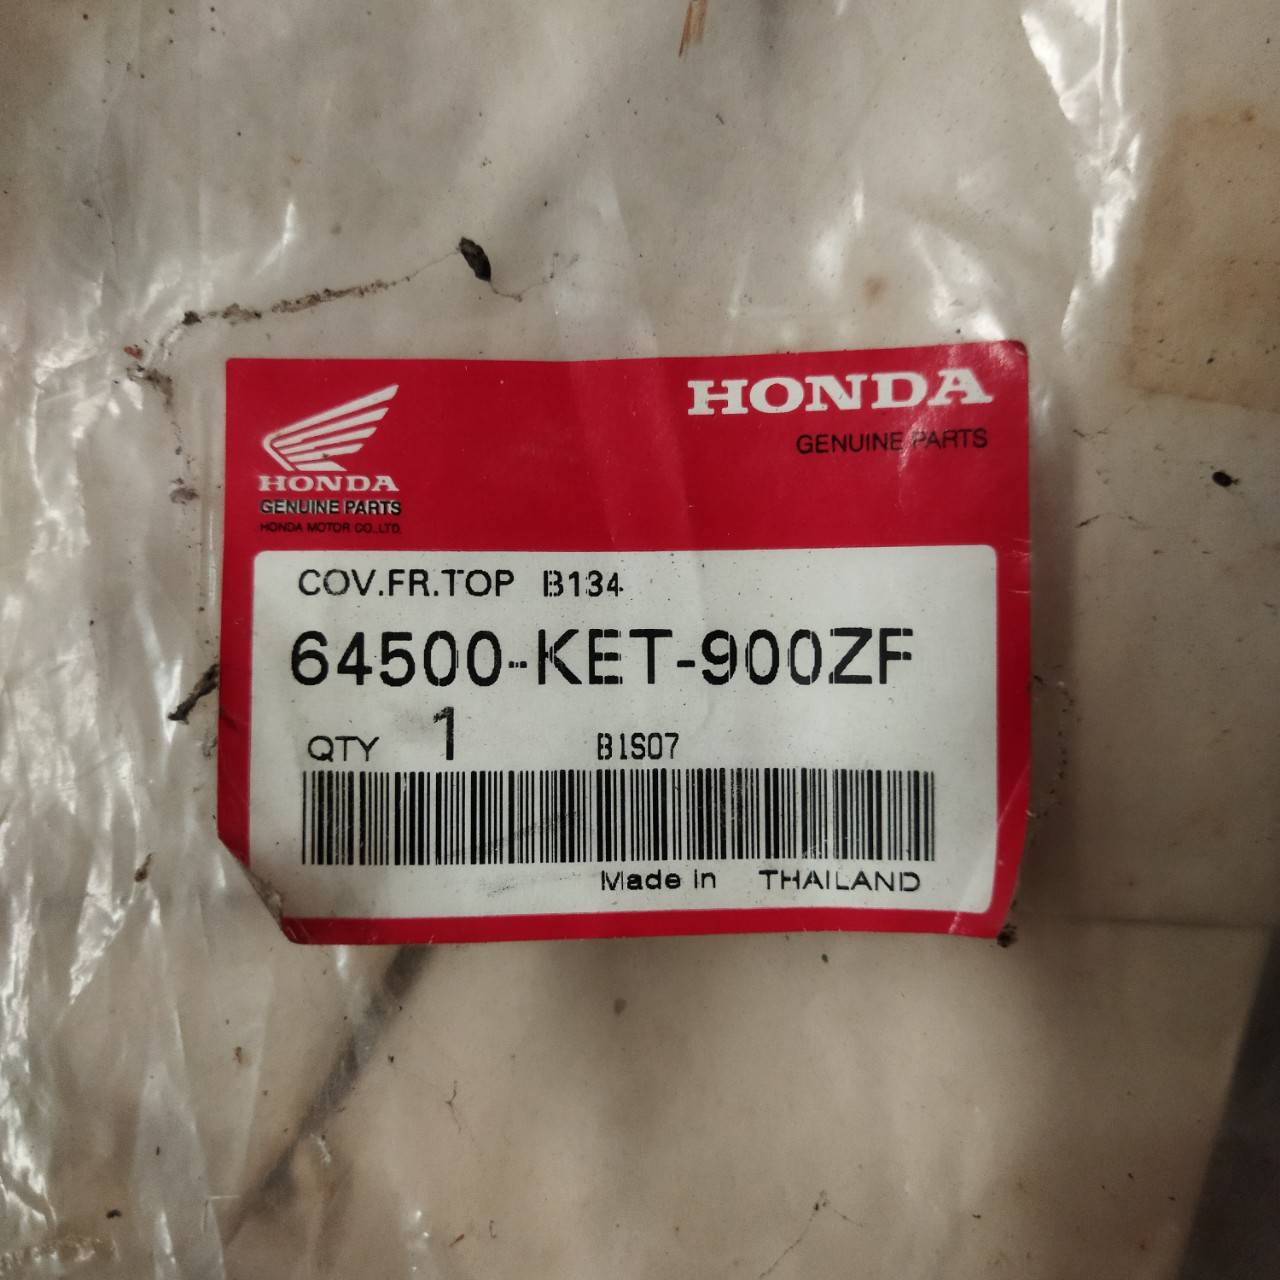 HONDA
GENUINE PARTS
HONDA
GENUINE PARTS
HONDA MOTOR CO.,LTD.
COV.FR.TOP B134
64500-KET-900ZF
QTY 1 B1S07
Made in THAILAND